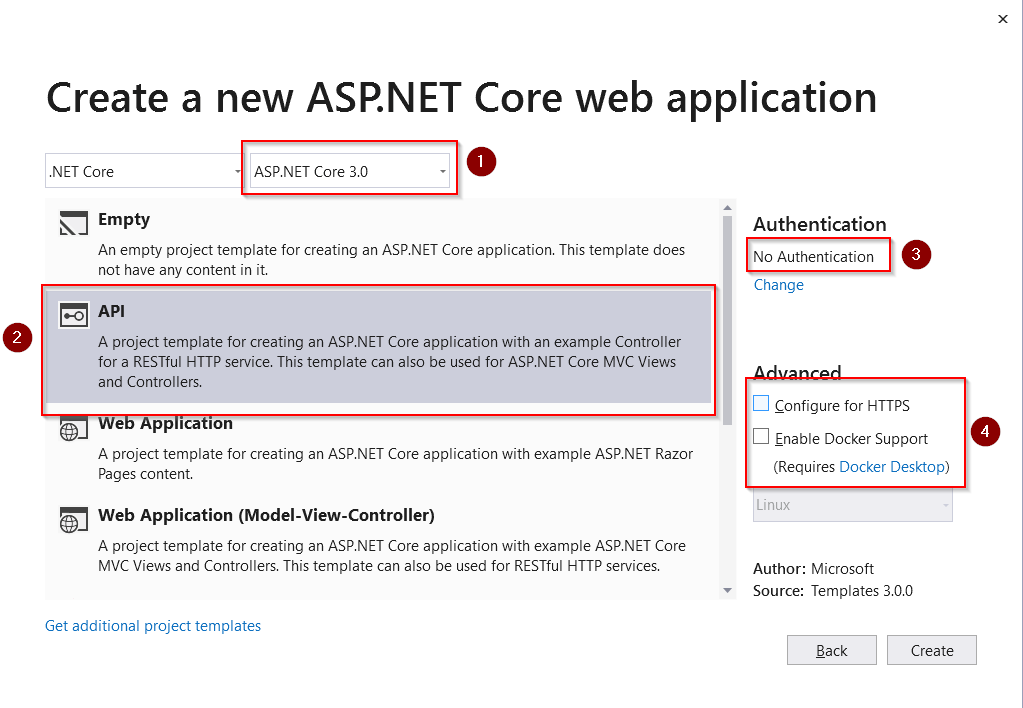 ×
Create a new ASP.NET Core web application
.NET Core
ASP.NET Core 3.0
1
Empty
An empty project template for creating an ASP.NET Core application. This template does
not have any content in it.
2
API
A project template for creating an ASP.NET Core application with an example Controller
for a RESTful HTTP service. This template can also be used for ASP.NET Core MVC Views
and Controllers.
Web Application
A project template for creating an ASP.NET Core application with example ASP.NET Razor
Pages content.
Web Application (Model-View-Controller)
A project template for creating an ASP.NET Core application with example ASP.NET Core
MVC Views and Controllers. This template can also be used for RESTful HTTP services.
Get additional project templates
Authentication
No Authentication
3
Change
Advanced
Configure for HTTPS
Enable Docker Support
4
(Requires Docker Desktop)
Linux
Author: Microsoft
Source: Templates 3.0.0
Back
Create